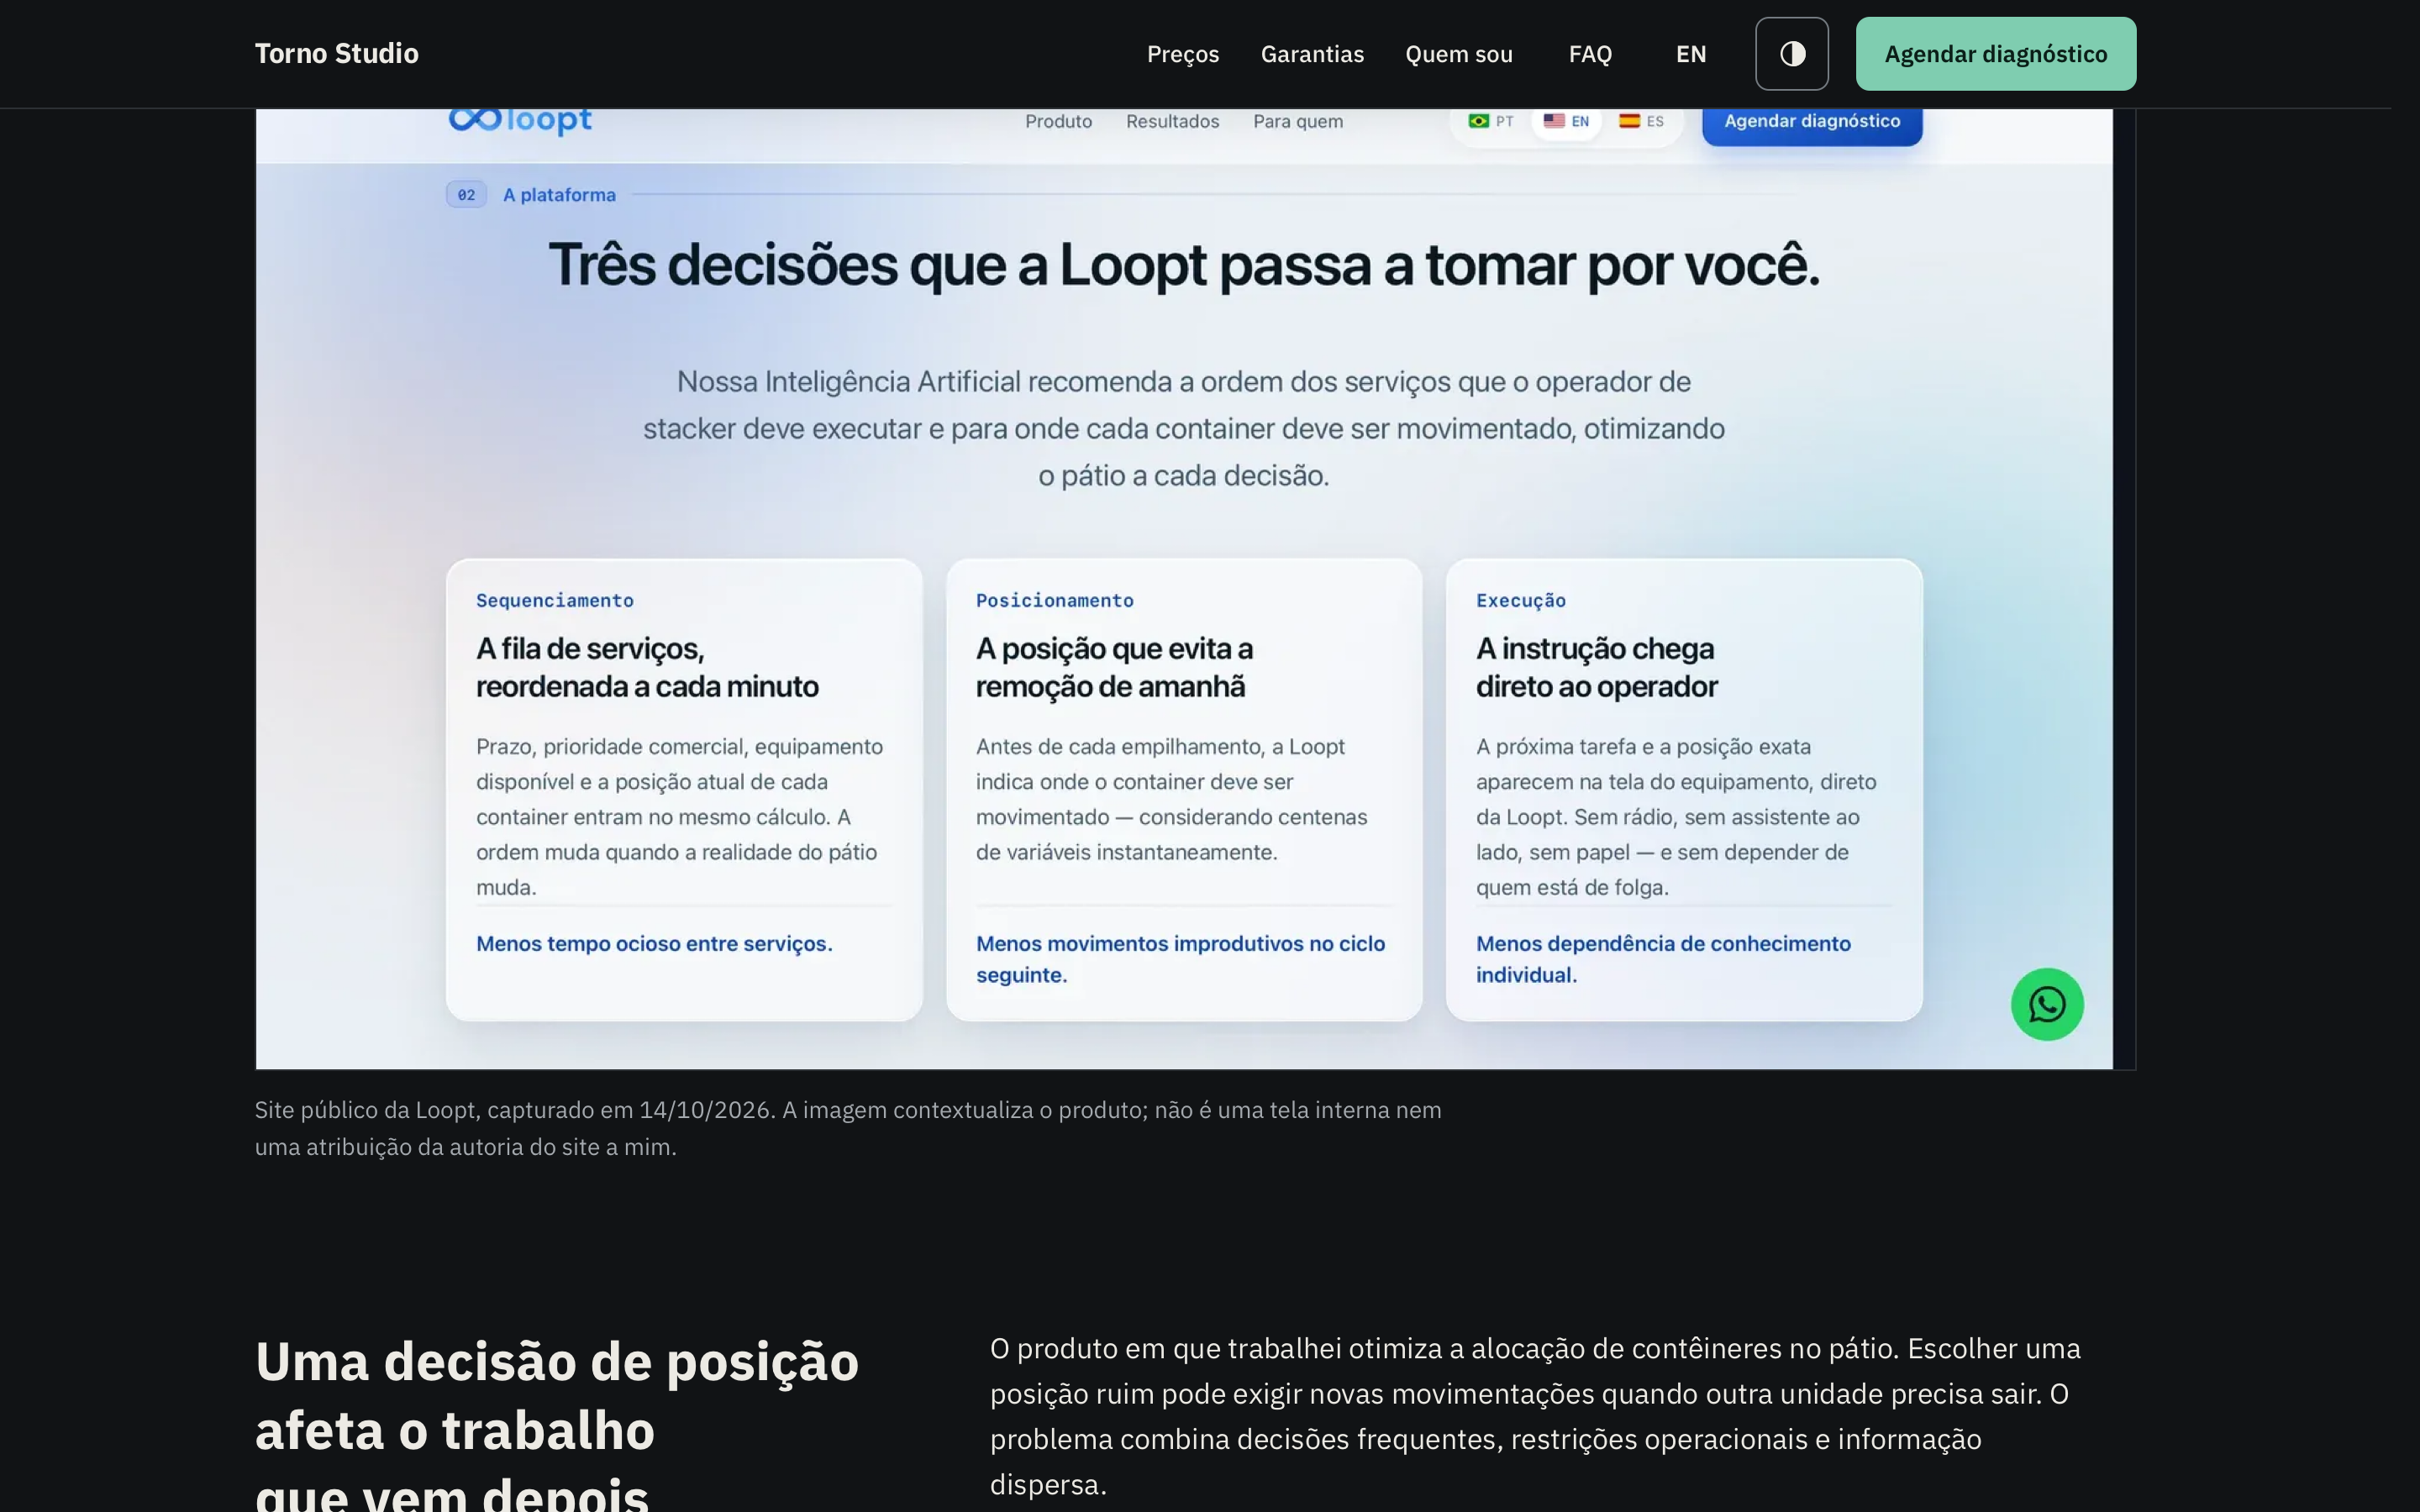 Torno Studio
Preços
Garantias
Quem sou
FAQ
EN
Agendar diagnóstico
loopt
Produto
Resultados
Para quem
PT
EN
ES
Agendar diagnóstico
02
A plataforma
Três decisões que a Loopt passa a tomar por você.
Nossa Inteligência Artificial recomenda a ordem dos serviços que o operador de
stacker deve executar e para onde cada container deve ser movimentado, otimizando
o pátio a cada decisão.
Sequenciamento
A fila de serviços,
reordenada a cada minuto
Prazo, prioridade comercial, equipamento
disponível e a posição atual de cada
container entram no mesmo cálculo. A
ordem muda quando a realidade do pátio
muda.
Menos tempo ocioso entre serviços.
Posicionamento
A posição que evita a
remoção de amanhã
Antes de cada empilhamento, a Loopt
indica onde o container deve ser
movimentado — considerando centenas
de variáveis instantaneamente.
Menos movimentos improdutivos no ciclo
seguinte.
Execução
A instrução chega
direto ao operador
A próxima tarefa e a posição exata
aparecem na tela do equipamento, direto
da Loopt. Sem rádio, sem assistente ao
lado, sem papel — e sem depender de
quem está de folga.
Menos dependência de conhecimento
individual.
Site público da Loopt, capturado em 14/10/2026. A imagem contextualiza o produto; não é uma tela interna nem
uma atribuição da autoria do site a mim.
Uma decisão de posição
afeta o trabalho
que vem depois
O produto em que trabalhei otimiza a alocação de contêineres no pátio. Escolher uma
posição ruim pode exigir novas movimentações quando outra unidade precisa sair. O
problema combina decisões frequentes, restrições operacionais e informação
dispersa.